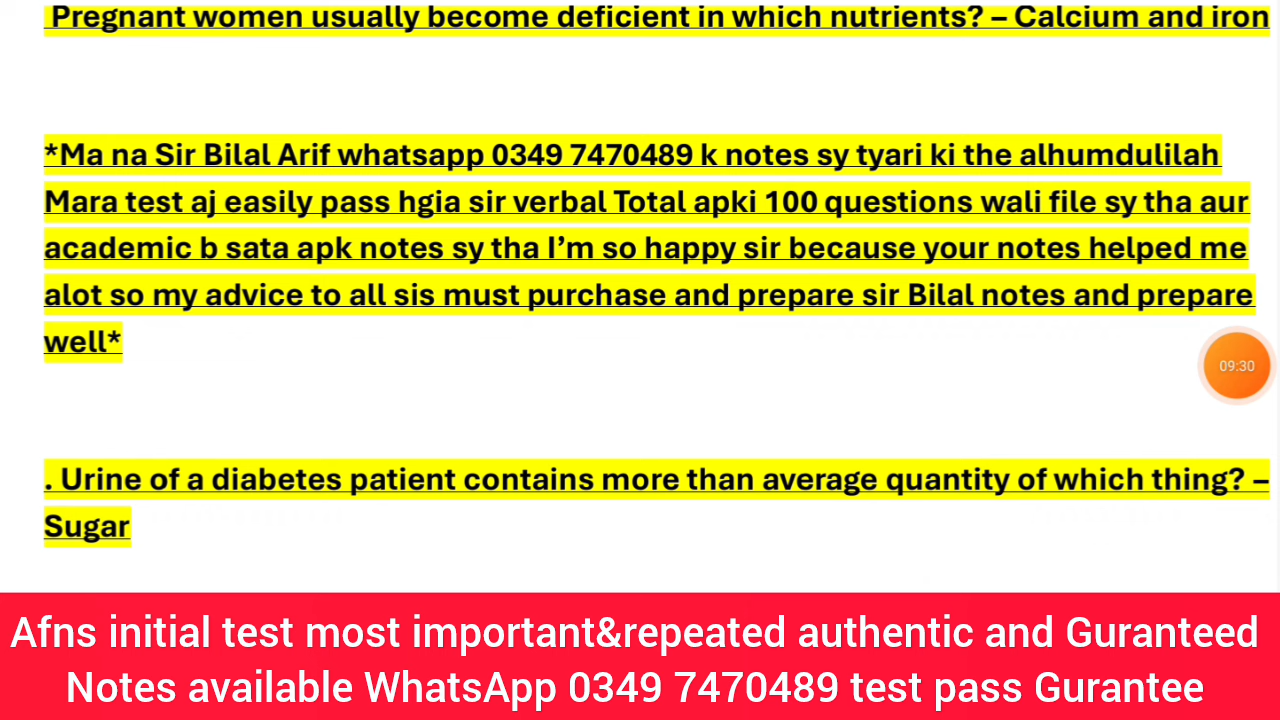 Pregnant women usually become deficient in which nutrients? – Calcium and iron
*Ma na Sir Bilal Arif whatsapp 0349 7470489 k notes sy tyari ki the alhumdulilah
Mara test aj easily pass hgia sir verbal Total apki 100 questions wali file sy tha aur
academic b sata apk notes sy tha I’m so happy sir because your notes helped me
alot so my advice to all sis must purchase and prepare sir Bilal notes and prepare
well*
09:30
. Urine of a diabetes patient contains more than average quantity of which thing? –
Sugar
Afns initial test most important&repeated authentic and Guranteed
Notes available WhatsApp 0349 7470489 test pass Gurantee